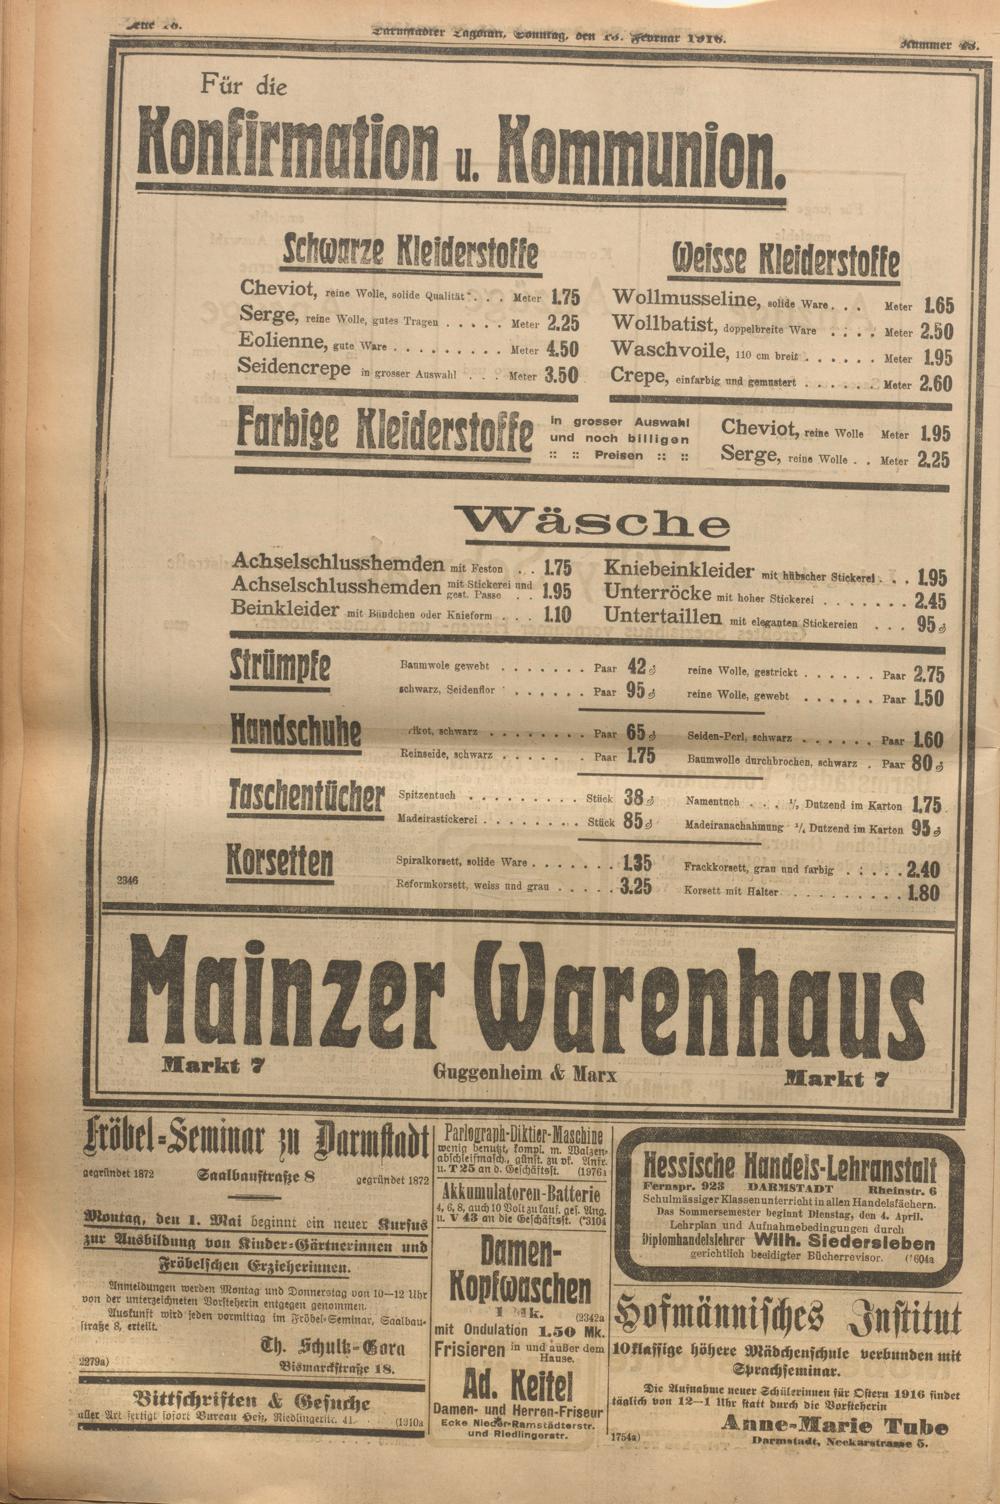 Seite 16.
Darmstädter Tagblatt, Sonntag, den 13. Februar 1916.
Nummer 43.
Für die
Konfirmation u. Kommunion.
Schwarze Kleiderstoffe
Cheviot, reine Wolle, solide Qualität . . . Meter 1.75
Serge, reine Wolle, gutes Tragen . . . . . Meter 2.25
Eolienne, gute Ware . . . . . . . . . Meter 4.50
Seidencrepe in grosser Auswahl . . . Meter 3.50
Weisse Kleiderstoffe
Wollmusseline, solide Ware . . . Meter 1.65
Wollbatist, doppelbreite Ware . . . . Meter 2.50
Waschvoile, 110 cm breit . . . . . . Meter 1.95
Crepe, einfarbig und gemustert . . . . . . Meter 2.60
Farbige Kleiderstoffe
in grosser Auswahl
und noch billigen
:: :: Preisen :: ::
Cheviot, reine Wolle Meter 1.95
Serge, reine Wolle . . Meter 2.25
Wäsche
Achselschlusshemden mit Feston . . 1.75
Achselschlusshemden mit Stickerei und gest. Passe . . 1.95
Beinkleider mit Bündchen oder Knieform . . . . 1.10
Kniebeinkleider mit hübscher Stickerei . . . 1.95
Unterröcke mit hoher Stickerei . . . . . . . 2.45
Untertaillen mit eleganten Stickereien . . . 95 ₰
Strümpfe
Baumwole gewebt . . . . . . . Paar 42 ₰
schwarz, Seidenflor . . . . . . Paar 95 ₰
reine Wolle, gestrickt . . . . . . Paar 2.75
reine Wolle, gewebt . . . . . . Paar 1.50
Handschuhe
Trikot, schwarz . . . . . . . . Paar 65 ₰
Reinseide, schwarz . . . . . . Paar 1.75
Seiden-Perl, schwarz . . . . . . Paar 1.60
Baumwolle durchbrochen, schwarz . Paar 80 ₰
Taschentücher
Spitzentuch . . . . . . . . . Stück 38 ₰
Madeirastickerei . . . . . . . . Stück 85 ₰
Namentuch . . . ½ Dutzend im Karton 1.75
Madeiranachahmung ¼ Dutzend im Karton 95 ₰
Korsetten
Spiralkorsett, solide Ware . . . . . . . 1.35
Reformkorsett, weiss und grau . . . . . 3.25
Frackkorsett, grau und farbig . . . . . 2.40
Korsett mit Halter . . . . . . . . . . 1.80
2346
Mainzer Warenhaus
Markt 7
Guggenheim & Marx
Markt 7
Fröbel-Seminar zu Darmstadt
gegründet 1872
Saalbaustraße 8
gegründet 1872
Montag, den 1. Mai beginnt ein neuer Kursus
zur Ausbildung von Kinder-Gärtnerinnen und
Fröbelschen Erzieherinnen.
Anmeldungen werden Montag und Donnerstag von 10—12 Uhr
von der unterzeichneten Vorsteherin entgegen genommen.
Auskunft wird jeden vormittag im Fröbel-Seminar, Saalbau-
straße 8, erteilt.
Th. Schultz-Gora
2279a)
Bismarckstraße 18.
Bittschriften & Gesuche
aller Art fertigt sofort Bureau Heß, Riedlingerstr. 41. (1910a
Parlograph-Diktier-Maschine
wenig benutzt, kompl. m. Walzen-
abschleifmasch., günst. zu vk. Anfr.
u. T 25 an d. Geschäftsst. (1976a
Akkumulatoren-Batterie
4, 6, 8, auch 10 Volt zu kauf. ges. Ang.
u. V 43 an die Geschäftsst. (*3104
Damen-
Kopfwaschen
1 Mk. (2342a
mit Ondulation 1.50 Mk.
Frisieren in und außer dem Hause.
Ad. Keitel
Damen- und Herren-Friseur
Ecke Nieder-Ramstädterstr.
und Riedlingerstr.
Hessische Handels-Lehranstalt
Fernspr. 923 DARMSTADT Rheinstr. 6
Schulmässiger Klassenunterricht in allen Handelsfächern.
Das Sommersemester beginnt Dienstag, den 4. April.
Lehrplan und Aufnahmebedingungen durch
Diplomhandelslehrer Wilh. Siedersleben
gerichtlich beeidigter Bücherrevisor. (604a
Hofmännisches Institut
10klassige höhere Mädchenschule verbunden mit
Sprachseminar.
Die Aufnahme neuer Schülerinnen für Ostern 1916 findet
täglich von 12—1 Uhr statt durch die Vorsteherin
Anne-Marie Tube
1754a)
Darmstadt, Neckarstrasse 5.